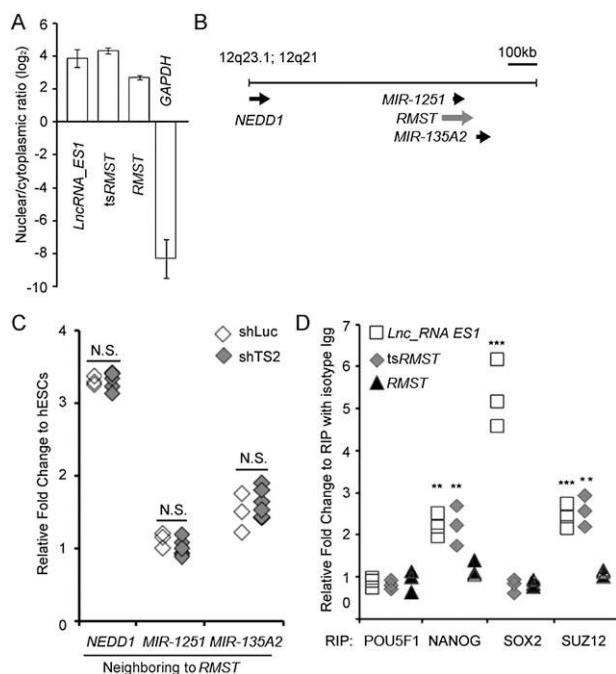 A
Nuclear/cytoplasmic ratio (log₂)
6
4
2
0
-2
-4
-6
-8
-10
LncRNA_ES1
tsRMST
RMST
GAPDH
B
12q23.1; 12q21
100kb
NEDD1
MIR-1251
RMST
MIR-135A2
C
Relative Fold Change to hESCs
4
3
2
1
0
shLuc
shTS2
N.S.
N.S.
N.S.
NEDD1 MIR-1251 MIR-135A2
Neighboring to RMST
D
Relative Fold Change to RIP with isotype Igg
7
6
5
4
3
2
1
0
Lnc_RNA ES1
tsRMST
RMST
***
** **
*** **
RIP: POU5F1 NANOG SOX2 SUZ12